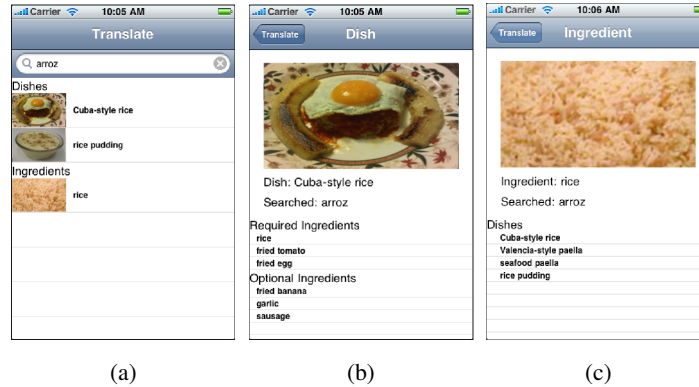 Carrier 10:05 AM
Translate
arroz
Dishes
Cuba-style rice
rice pudding
Ingredients
rice
(a)
Carrier 10:05 AM
Translate Dish
Dish: Cuba-style rice
Searched: arroz
Required Ingredients
rice
fried tomato
fried egg
Optional Ingredients
fried banana
garlic
sausage
(b)
Carrier 10:06 AM
Translate Ingredient
Ingredient: rice
Searched: arroz
Dishes
Cuba-style rice
Valencia-style paella
seafood paella
rice pudding
(c)